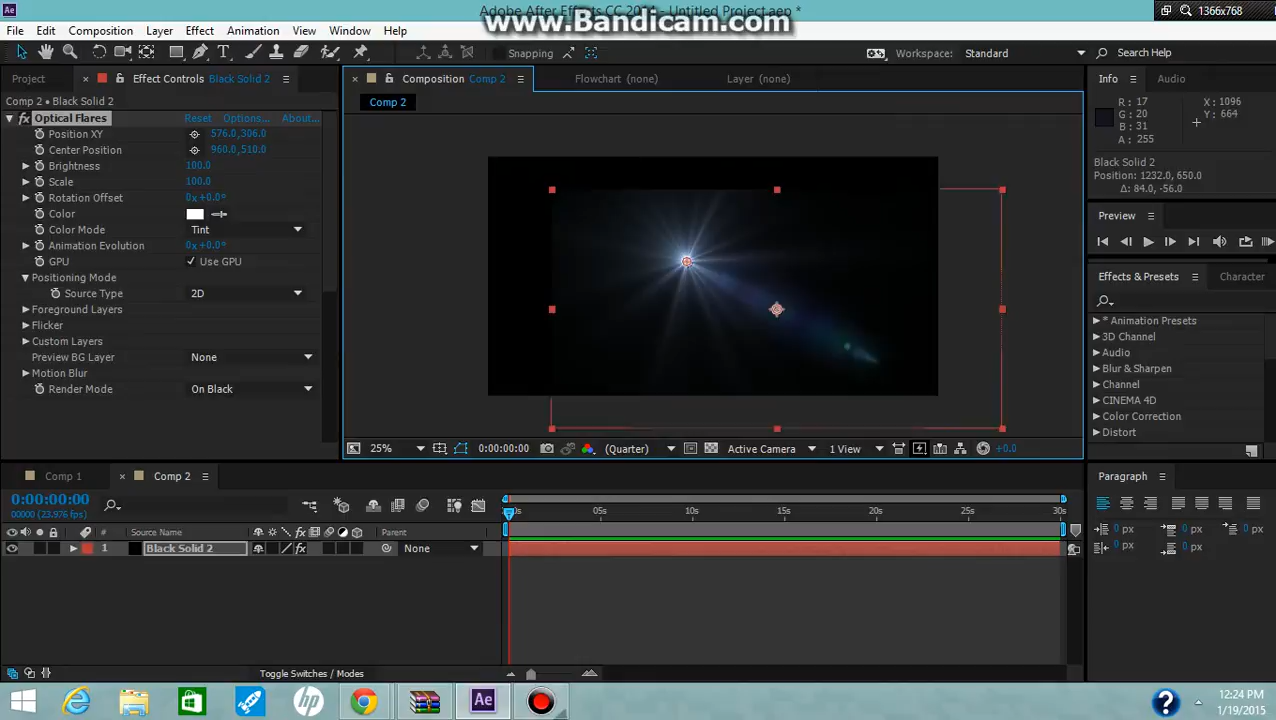 Adobe After Effects CC 2014 - Untitled Project.aep *
www.Bandicam.com
1366x768
File Edit Composition Layer Effect Animation View Window Help
Snapping
Workspace: Standard
Search Help
Project
Effect Controls Black Solid 2
Composition Comp 2
Flowchart (none)
Layer (none)
Info
Audio
Comp 2 • Black Solid 2
Comp 2
fx Optical Flares Reset Options... About...
Position XY 576.0,306.0
Center Position 960.0,510.0
Brightness 100.0
Scale 100.0
Rotation Offset 0x+0.0°
Color
Color Mode Tint
Animation Evolution 0x+0.0°
GPU Use GPU
Positioning Mode
Source Type 2D
Foreground Layers
Flicker
Custom Layers
Preview BG Layer None
Motion Blur
Render Mode On Black
R: 17
G: 20
B: 31
A: 255
X: 1096
Y: 664
Black Solid 2
Position: 1232.0, 650.0
Δ: 84.0, -56.0
Preview
Effects & Presets
Character
* Animation Presets
3D Channel
Audio
Blur & Sharpen
Channel
CINEMA 4D
Color Correction
Distort
25% 0:00:00:00 (Quarter) Active Camera 1 View +0.0
Comp 1
Comp 2
Paragraph
0:00:00:00
00000 (23.976 fps)
05s 10s 15s 20s 25s 30s
# Source Name
Parent
1 Black Solid 2 fx None
0 px 0 px 0 px
0 px 0 px
Toggle Switches / Modes
Ae
hp
12:24 PM
1/19/2015